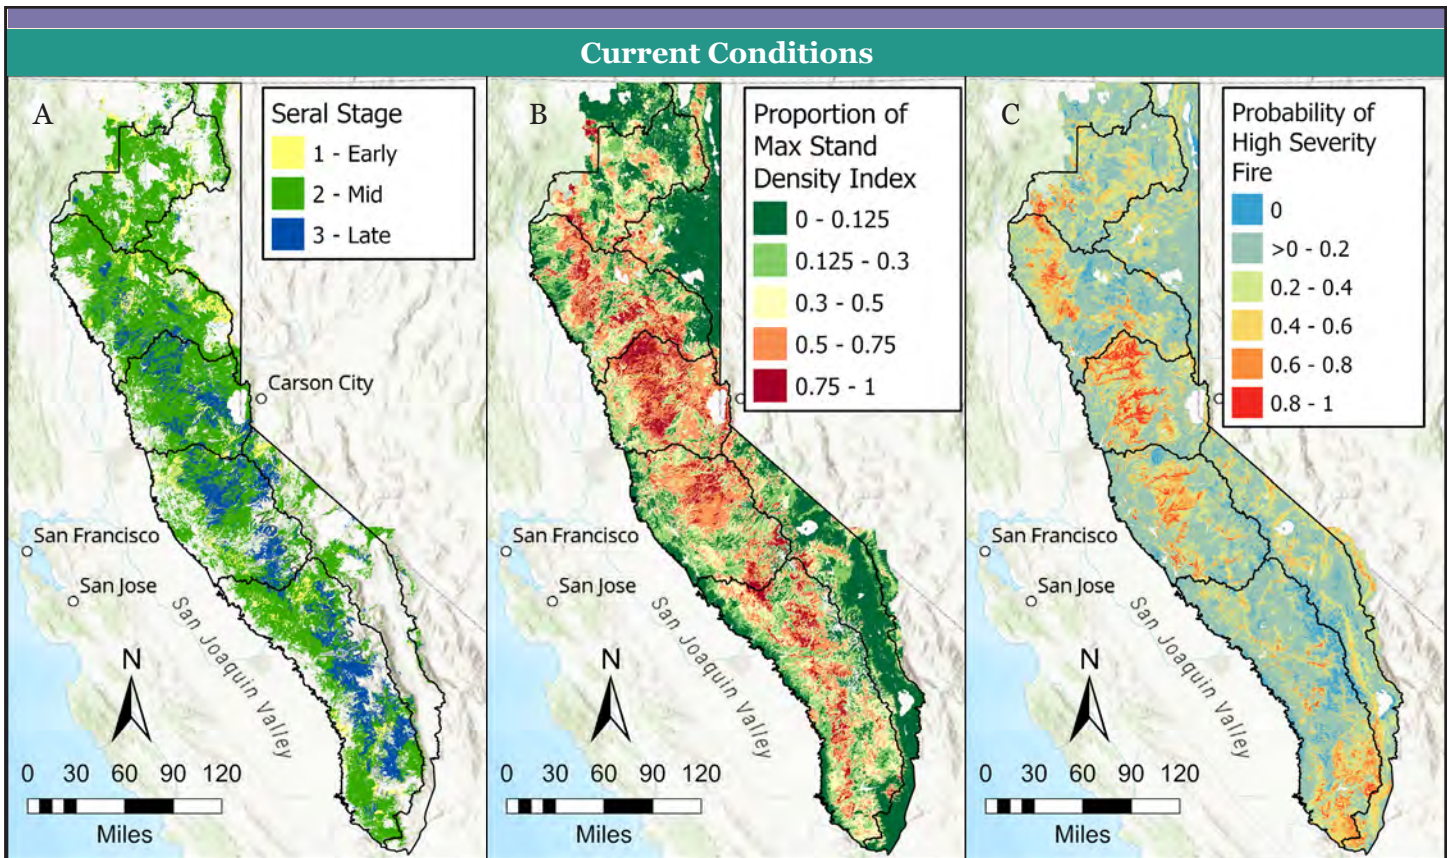 Current Conditions
A
Seral Stage
1 - Early
2 - Mid
3 - Late
Carson City
San Francisco
San Jose
San Joaquin Valley
N
0 30 60 90 120
Miles
B
Proportion of
Max Stand
Density Index
0 - 0.125
0.125 - 0.3
0.3 - 0.5
0.5 - 0.75
0.75 - 1
San Francisco
San Jose
San Joaquin Valley
N
0 30 60 90 120
Miles
C
Probability of
High Severity
Fire
0
>0 - 0.2
0.2 - 0.4
0.4 - 0.6
0.6 - 0.8
0.8 - 1
San Francisco
San Jose
San Joaquin Valley
N
0 30 60 90 120
Miles